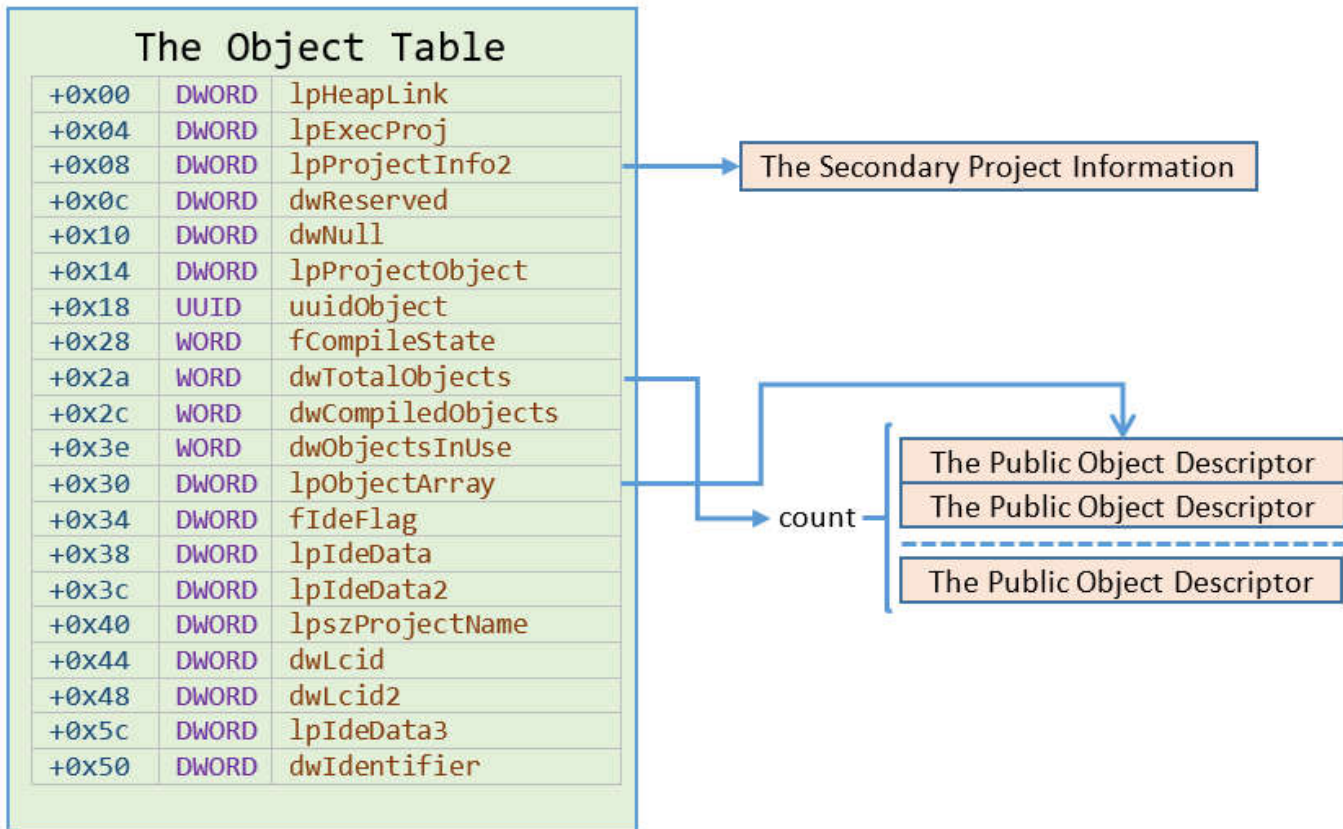 The Object Table
+0x00 DWORD lpHeapLink
+0x04 DWORD lpExecProj
+0x08 DWORD lpProjectInfo2
The Secondary Project Information
+0x0c DWORD dwReserved
+0x10 DWORD dwNull
+0x14 DWORD lpProjectObject
+0x18 UUID uuidObject
+0x28 WORD fCompileState
+0x2a WORD dwTotalObjects
+0x2c WORD dwCompiledObjects
+0x3e WORD dwObjectsInUse
+0x30 DWORD lpObjectArray
+0x34 DWORD fIdeFlag
+0x38 DWORD lpIdeData
+0x3c DWORD lpIdeData2
+0x40 DWORD lpszProjectName
+0x44 DWORD dwLcid
+0x48 DWORD dwLcid2
+0x5c DWORD lpIdeData3
+0x50 DWORD dwIdentifier
count
The Public Object Descriptor
The Public Object Descriptor
The Public Object Descriptor